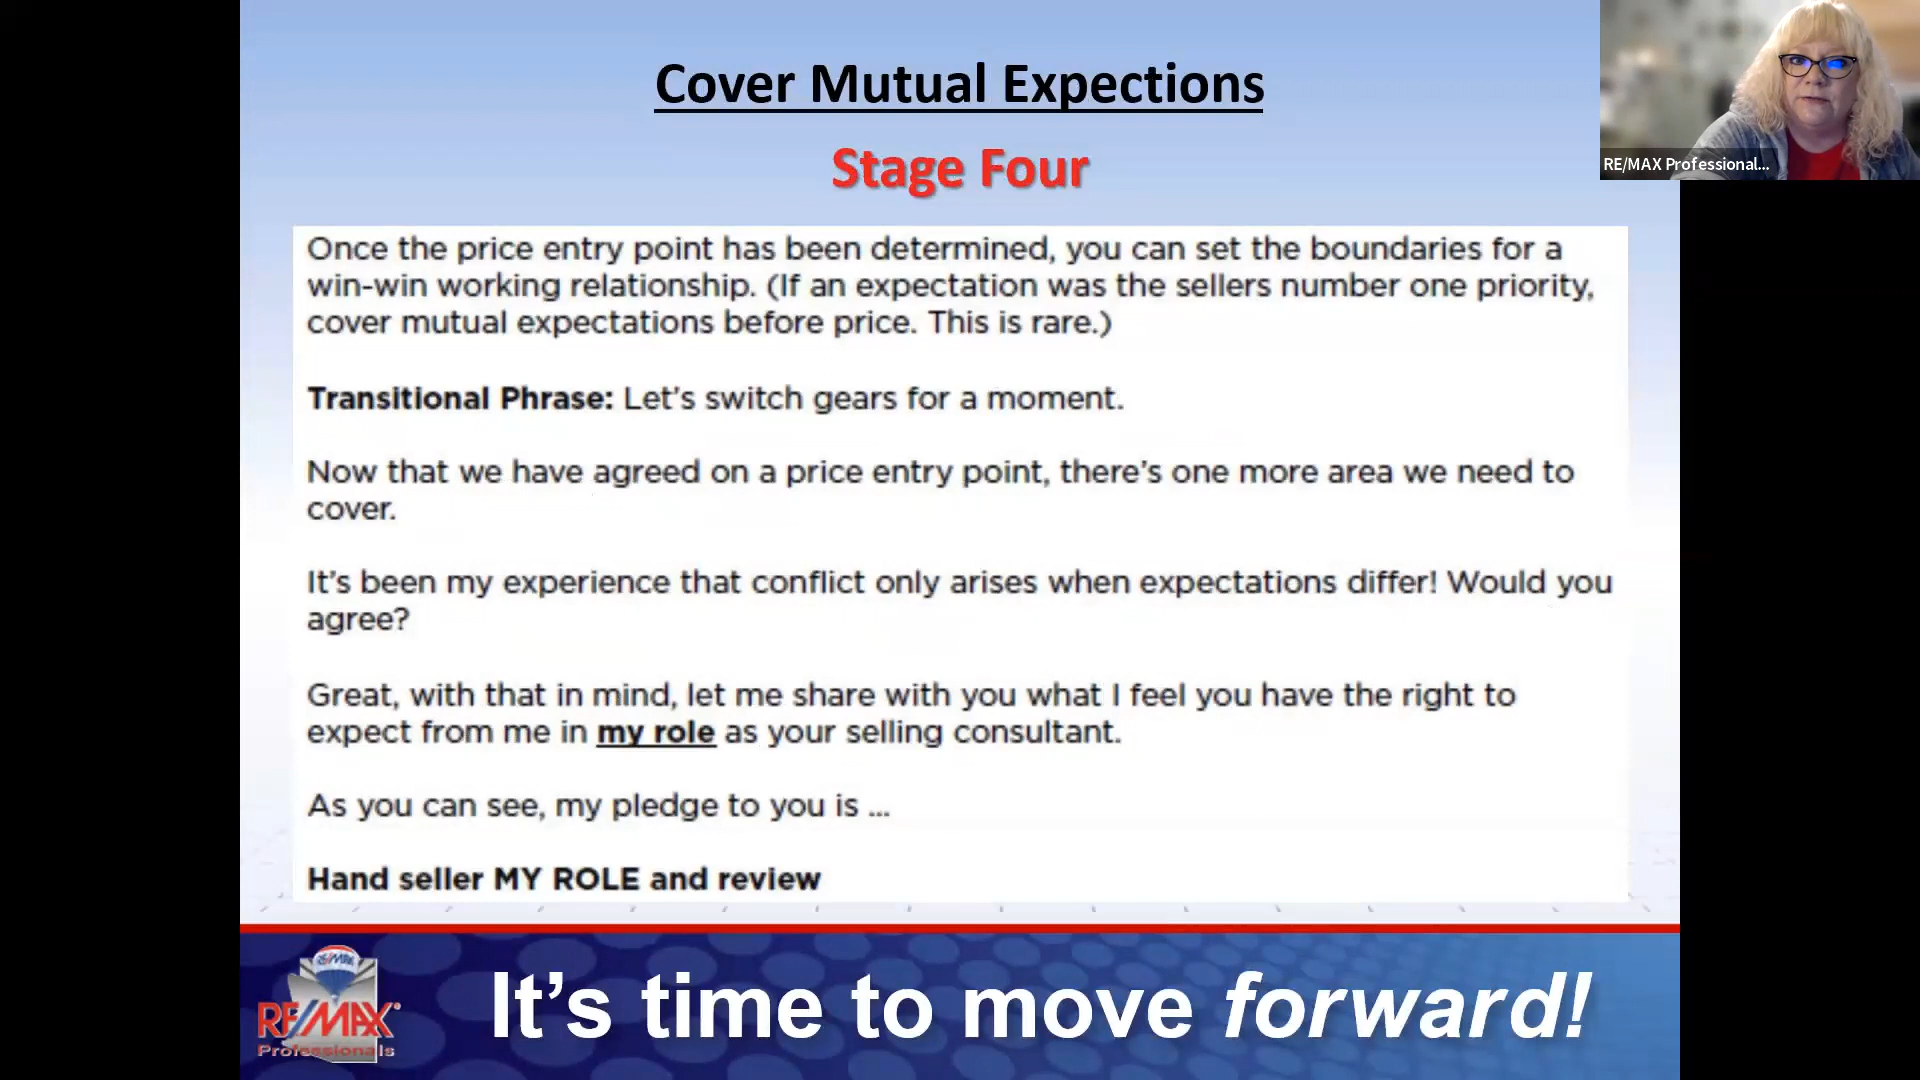 Cover Mutual Expections
Stage Four
RE/MAX Professional...
Once the price entry point has been determined, you can set the boundaries for a
win-win working relationship. (If an expectation was the sellers number one priority,
cover mutual expectations before price. This is rare.)
Transitional Phrase: Let's switch gears for a moment.
Now that we have agreed on a price entry point, there's one more area we need to
cover.
It's been my experience that conflict only arises when expectations differ! Would you
agree?
Great, with that in mind, let me share with you what I feel you have the right to
expect from me in my role as your selling consultant.
As you can see, my pledge to you is ...
Hand seller MY ROLE and review
RE/MAX
RE/MAX
Professionals
It's time to move forward!